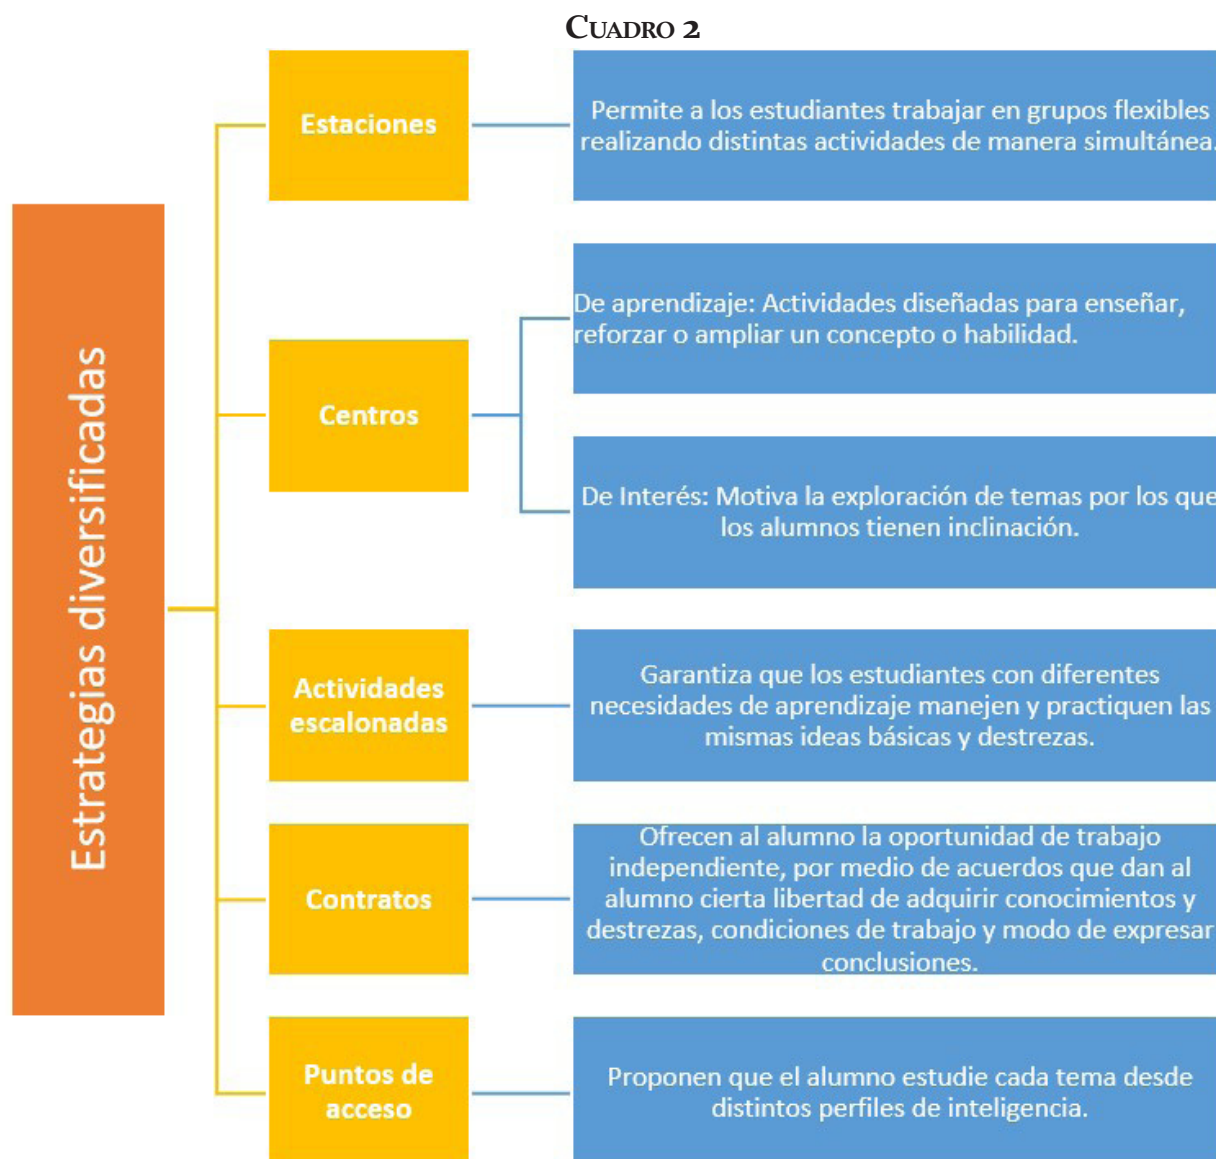 CUADRO 2
Estrategias diversificadas
Estaciones
Permite a los estudiantes trabajar en grupos flexibles
realizando distintas actividades de manera simultánea.
Centros
De aprendizaje: Actividades diseñadas para enseñar,
reforzar o ampliar un concepto o habilidad.
De Interés: Motiva la exploración de temas por los que
los alumnos tienen inclinación.
Actividades
escalonadas
Garantiza que los estudiantes con diferentes
necesidades de aprendizaje manejen y practiquen las
mismas ideas básicas y destrezas.
Contratos
Ofrecen al alumno la oportunidad de trabajo
independiente, por medio de acuerdos que dan al
alumno cierta libertad de adquirir conocimientos y
destrezas, condiciones de trabajo y modo de expresar
conclusiones.
Puntos de
acceso
Proponen que el alumno estudie cada tema desde
distintos perfiles de inteligencia.